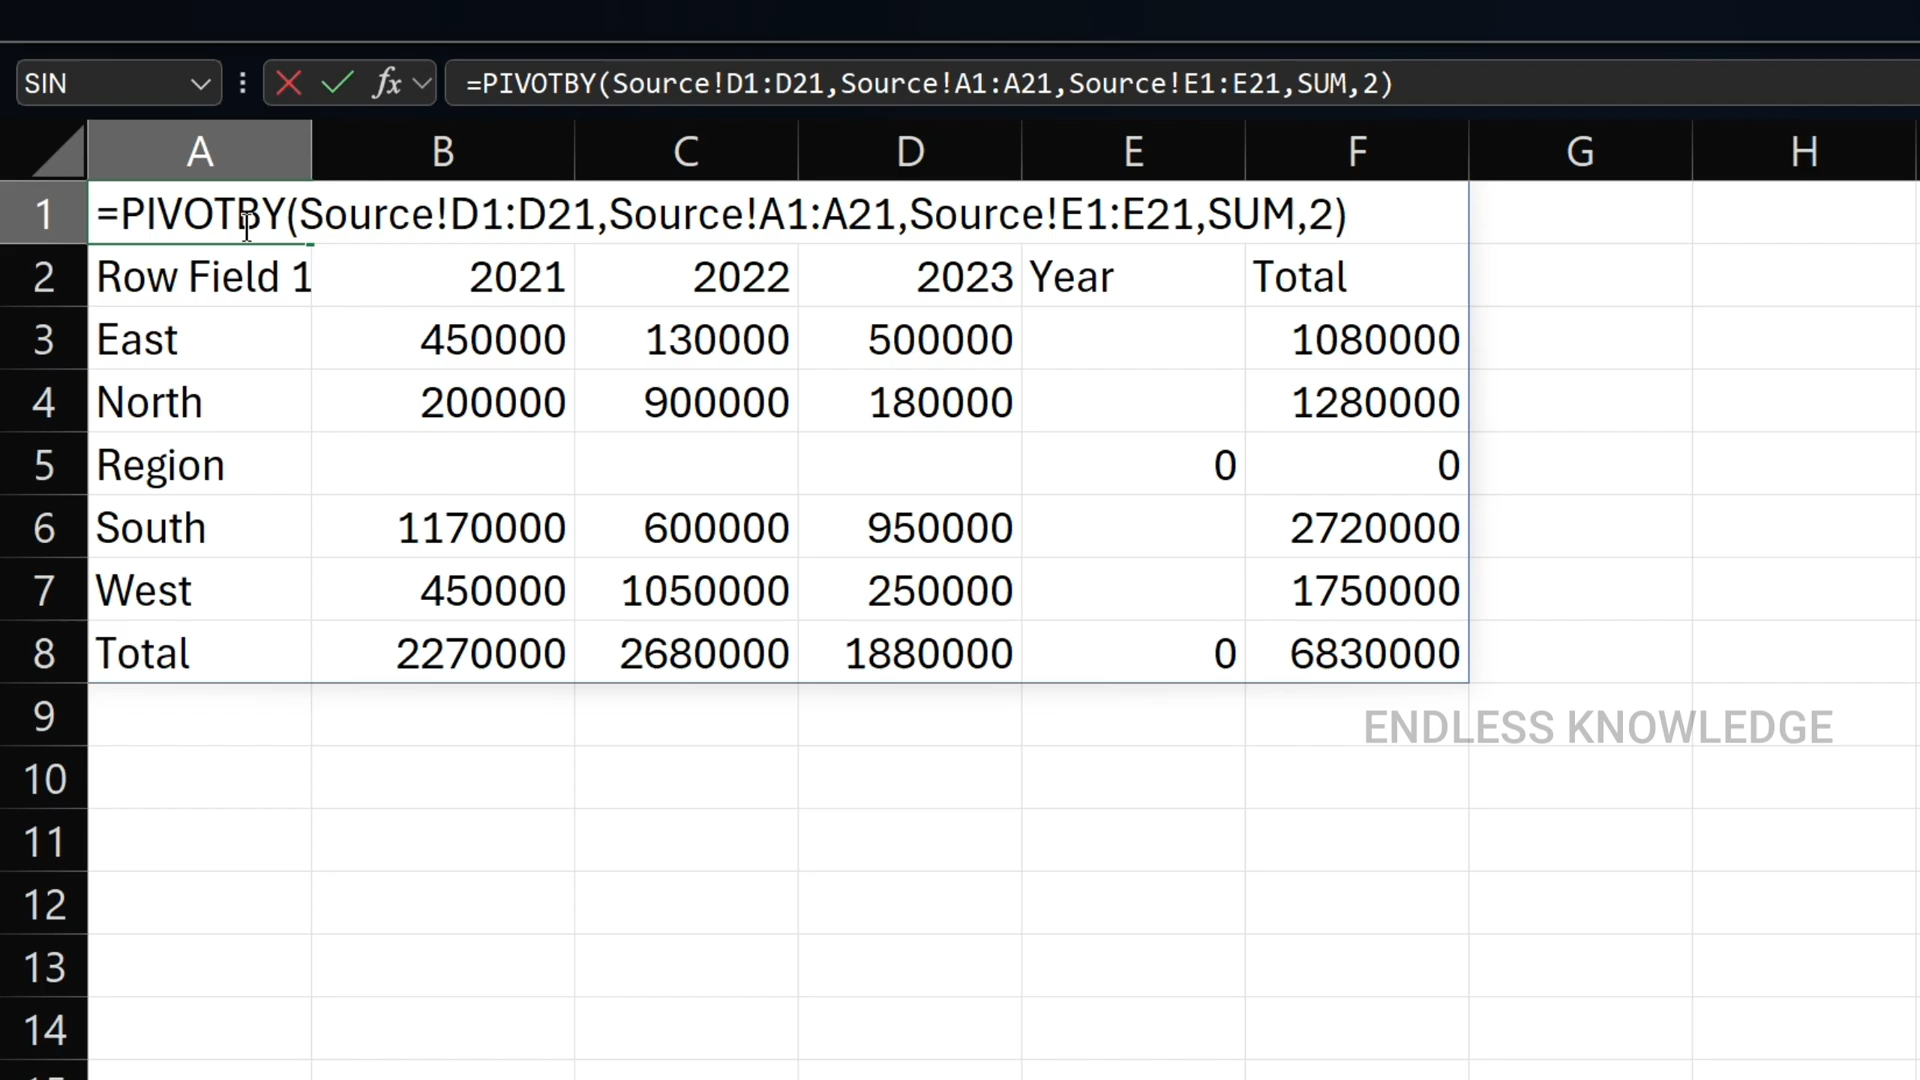 SIN fx =PIVOTBY(Source!D1:D21,Source!A1:A21,Source!E1:E21,SUM,2)
A B C D E F G H
1 =PIVOTBY(Source!D1:D21,Source!A1:A21,Source!E1:E21,SUM,2)
2 Row Field 1 2021 2022 2023 Year Total
3 East 450000 130000 500000 1080000
4 North 200000 900000 180000 1280000
5 Region 0 0
6 South 1170000 600000 950000 2720000
7 West 450000 1050000 250000 1750000
8 Total 2270000 2680000 1880000 0 6830000
9
ENDLESS KNOWLEDGE
10
11
12
13
14